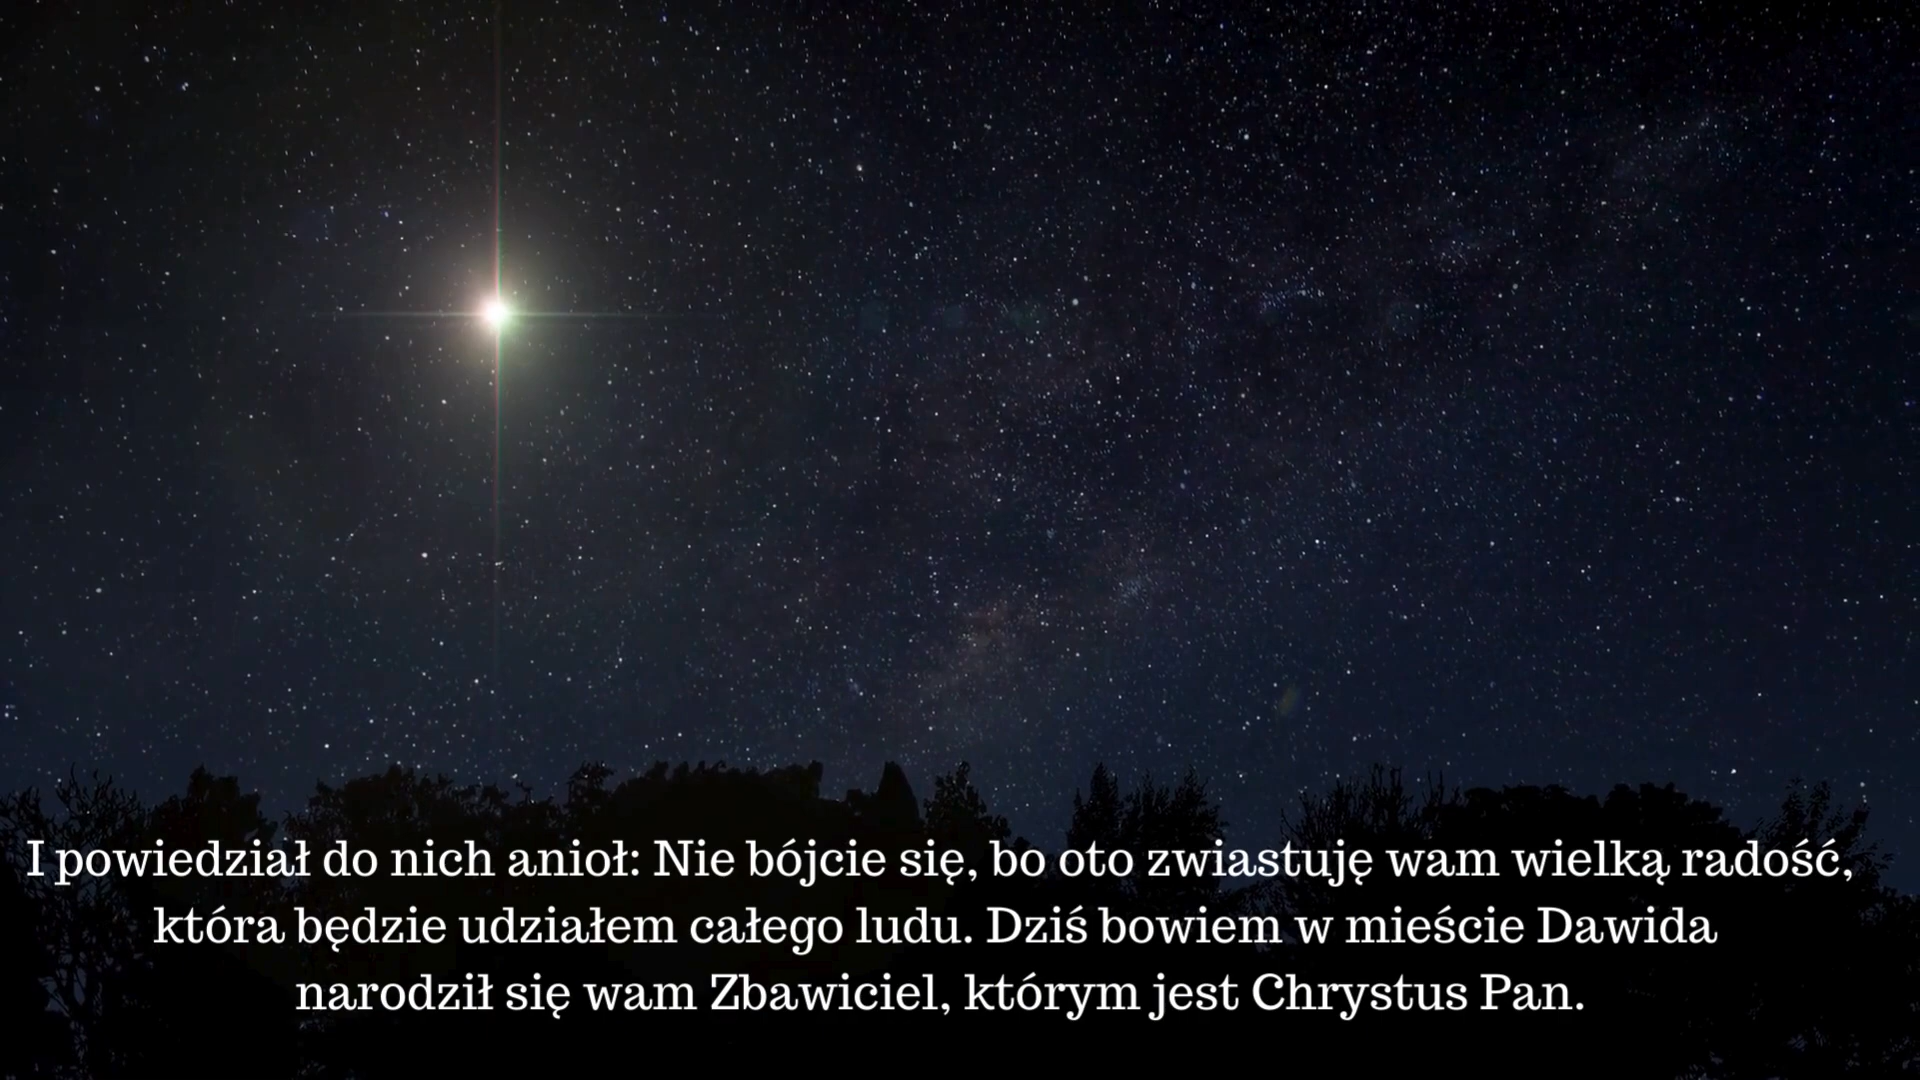 I powiedział do nich anioł: Nie bójcie się, bo oto zwiastuję wam wielką radość,
która będzie udziałem całego ludu. Dziś bowiem w mieście Dawida
narodził się wam Zbawiciel, którym jest Chrystus Pan.